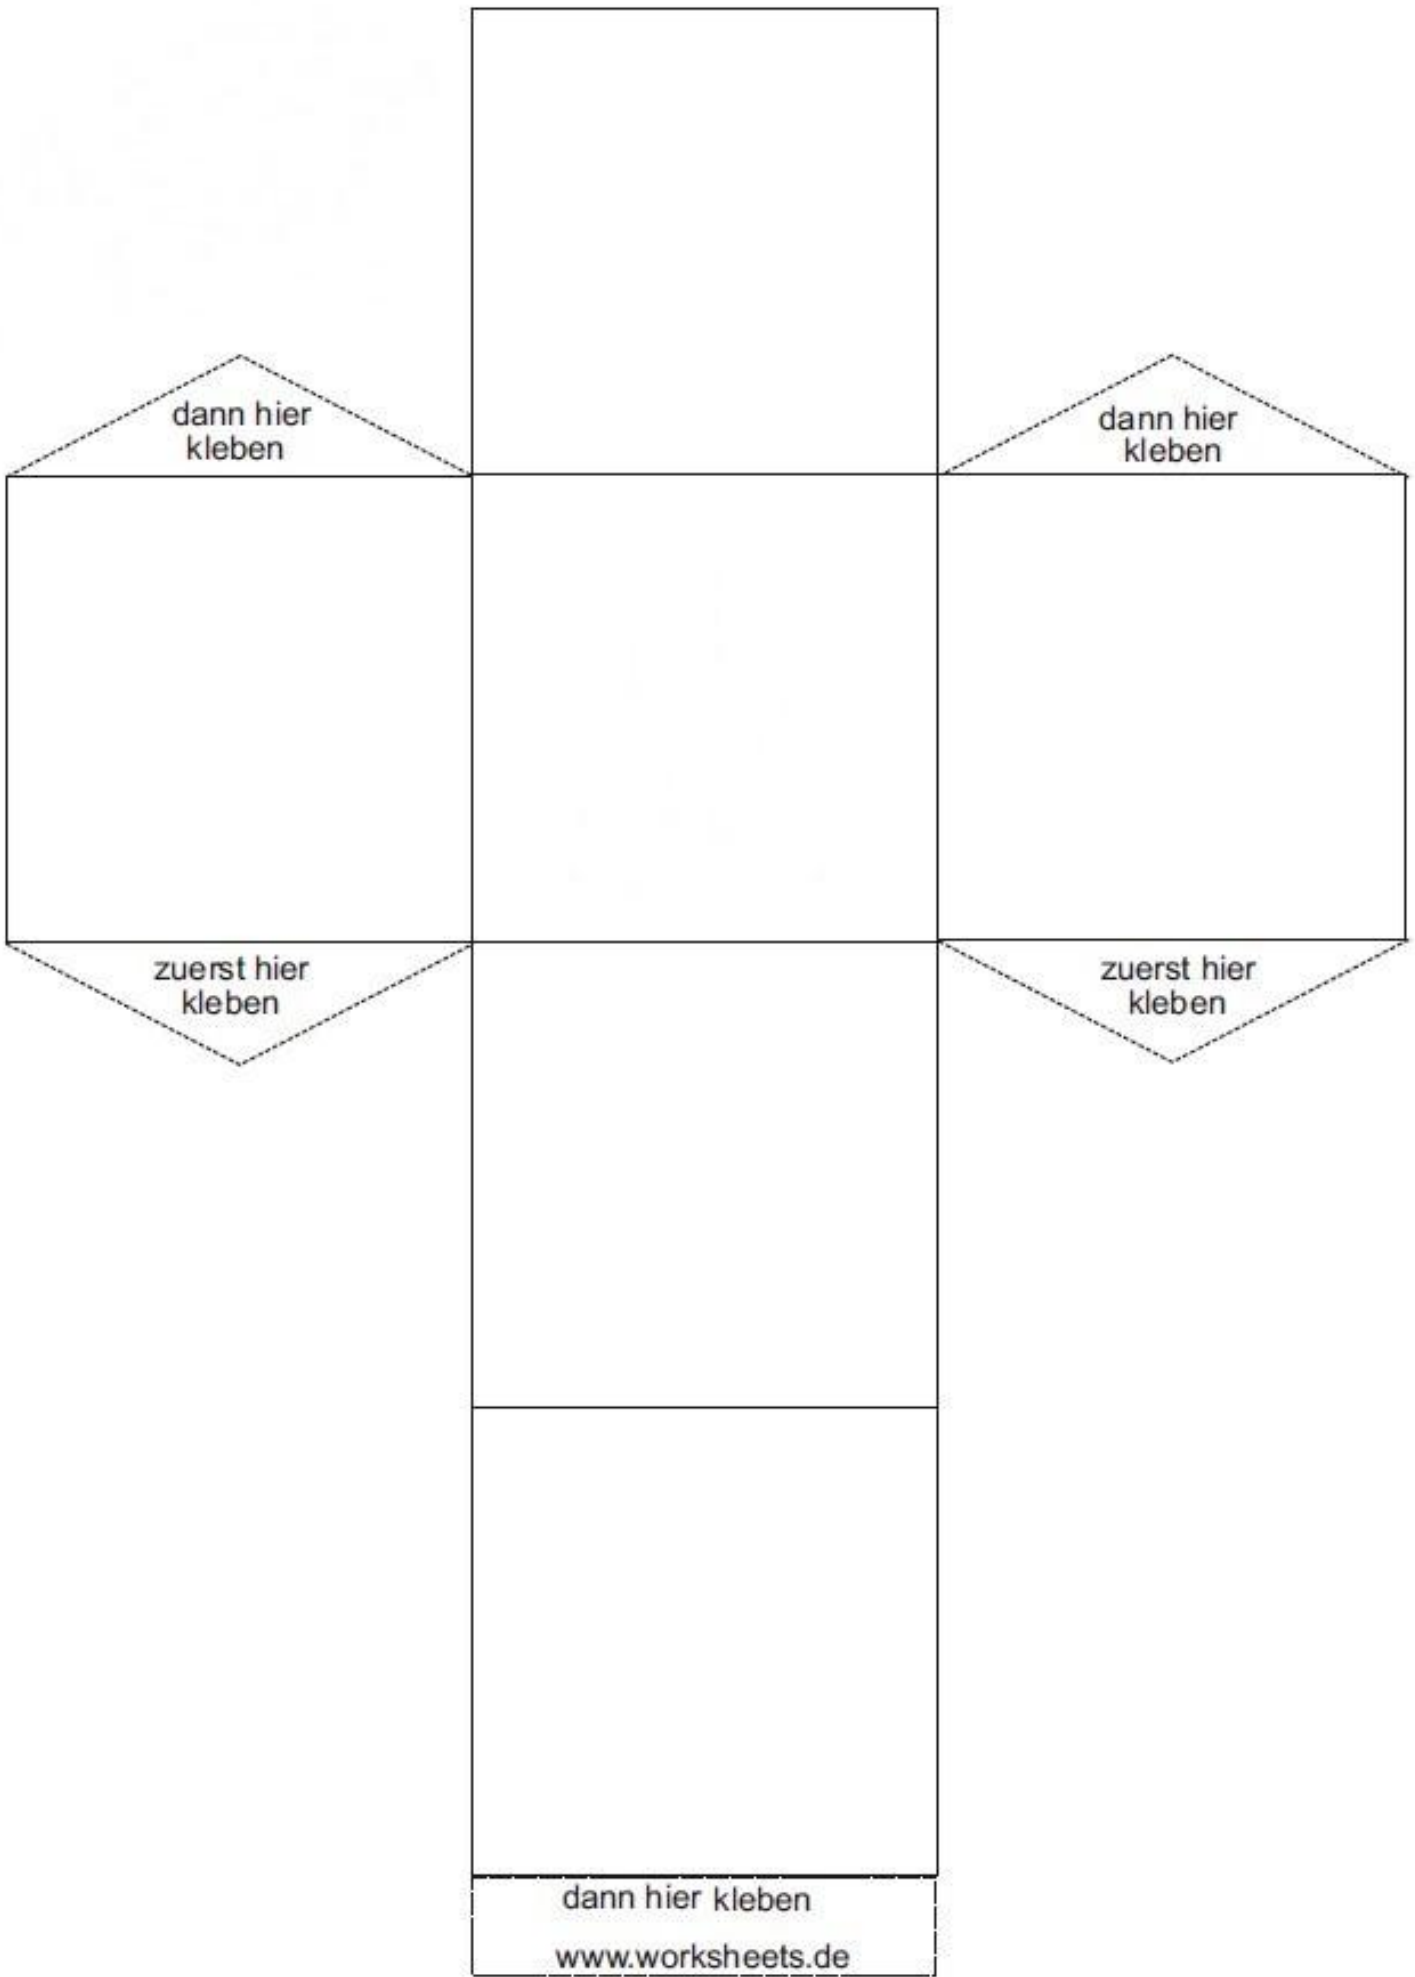 dann hier
kleben
dann hier
kleben
zuerst hier
kleben
zuerst hier
kleben
dann hier kleben
www.worksheets.de